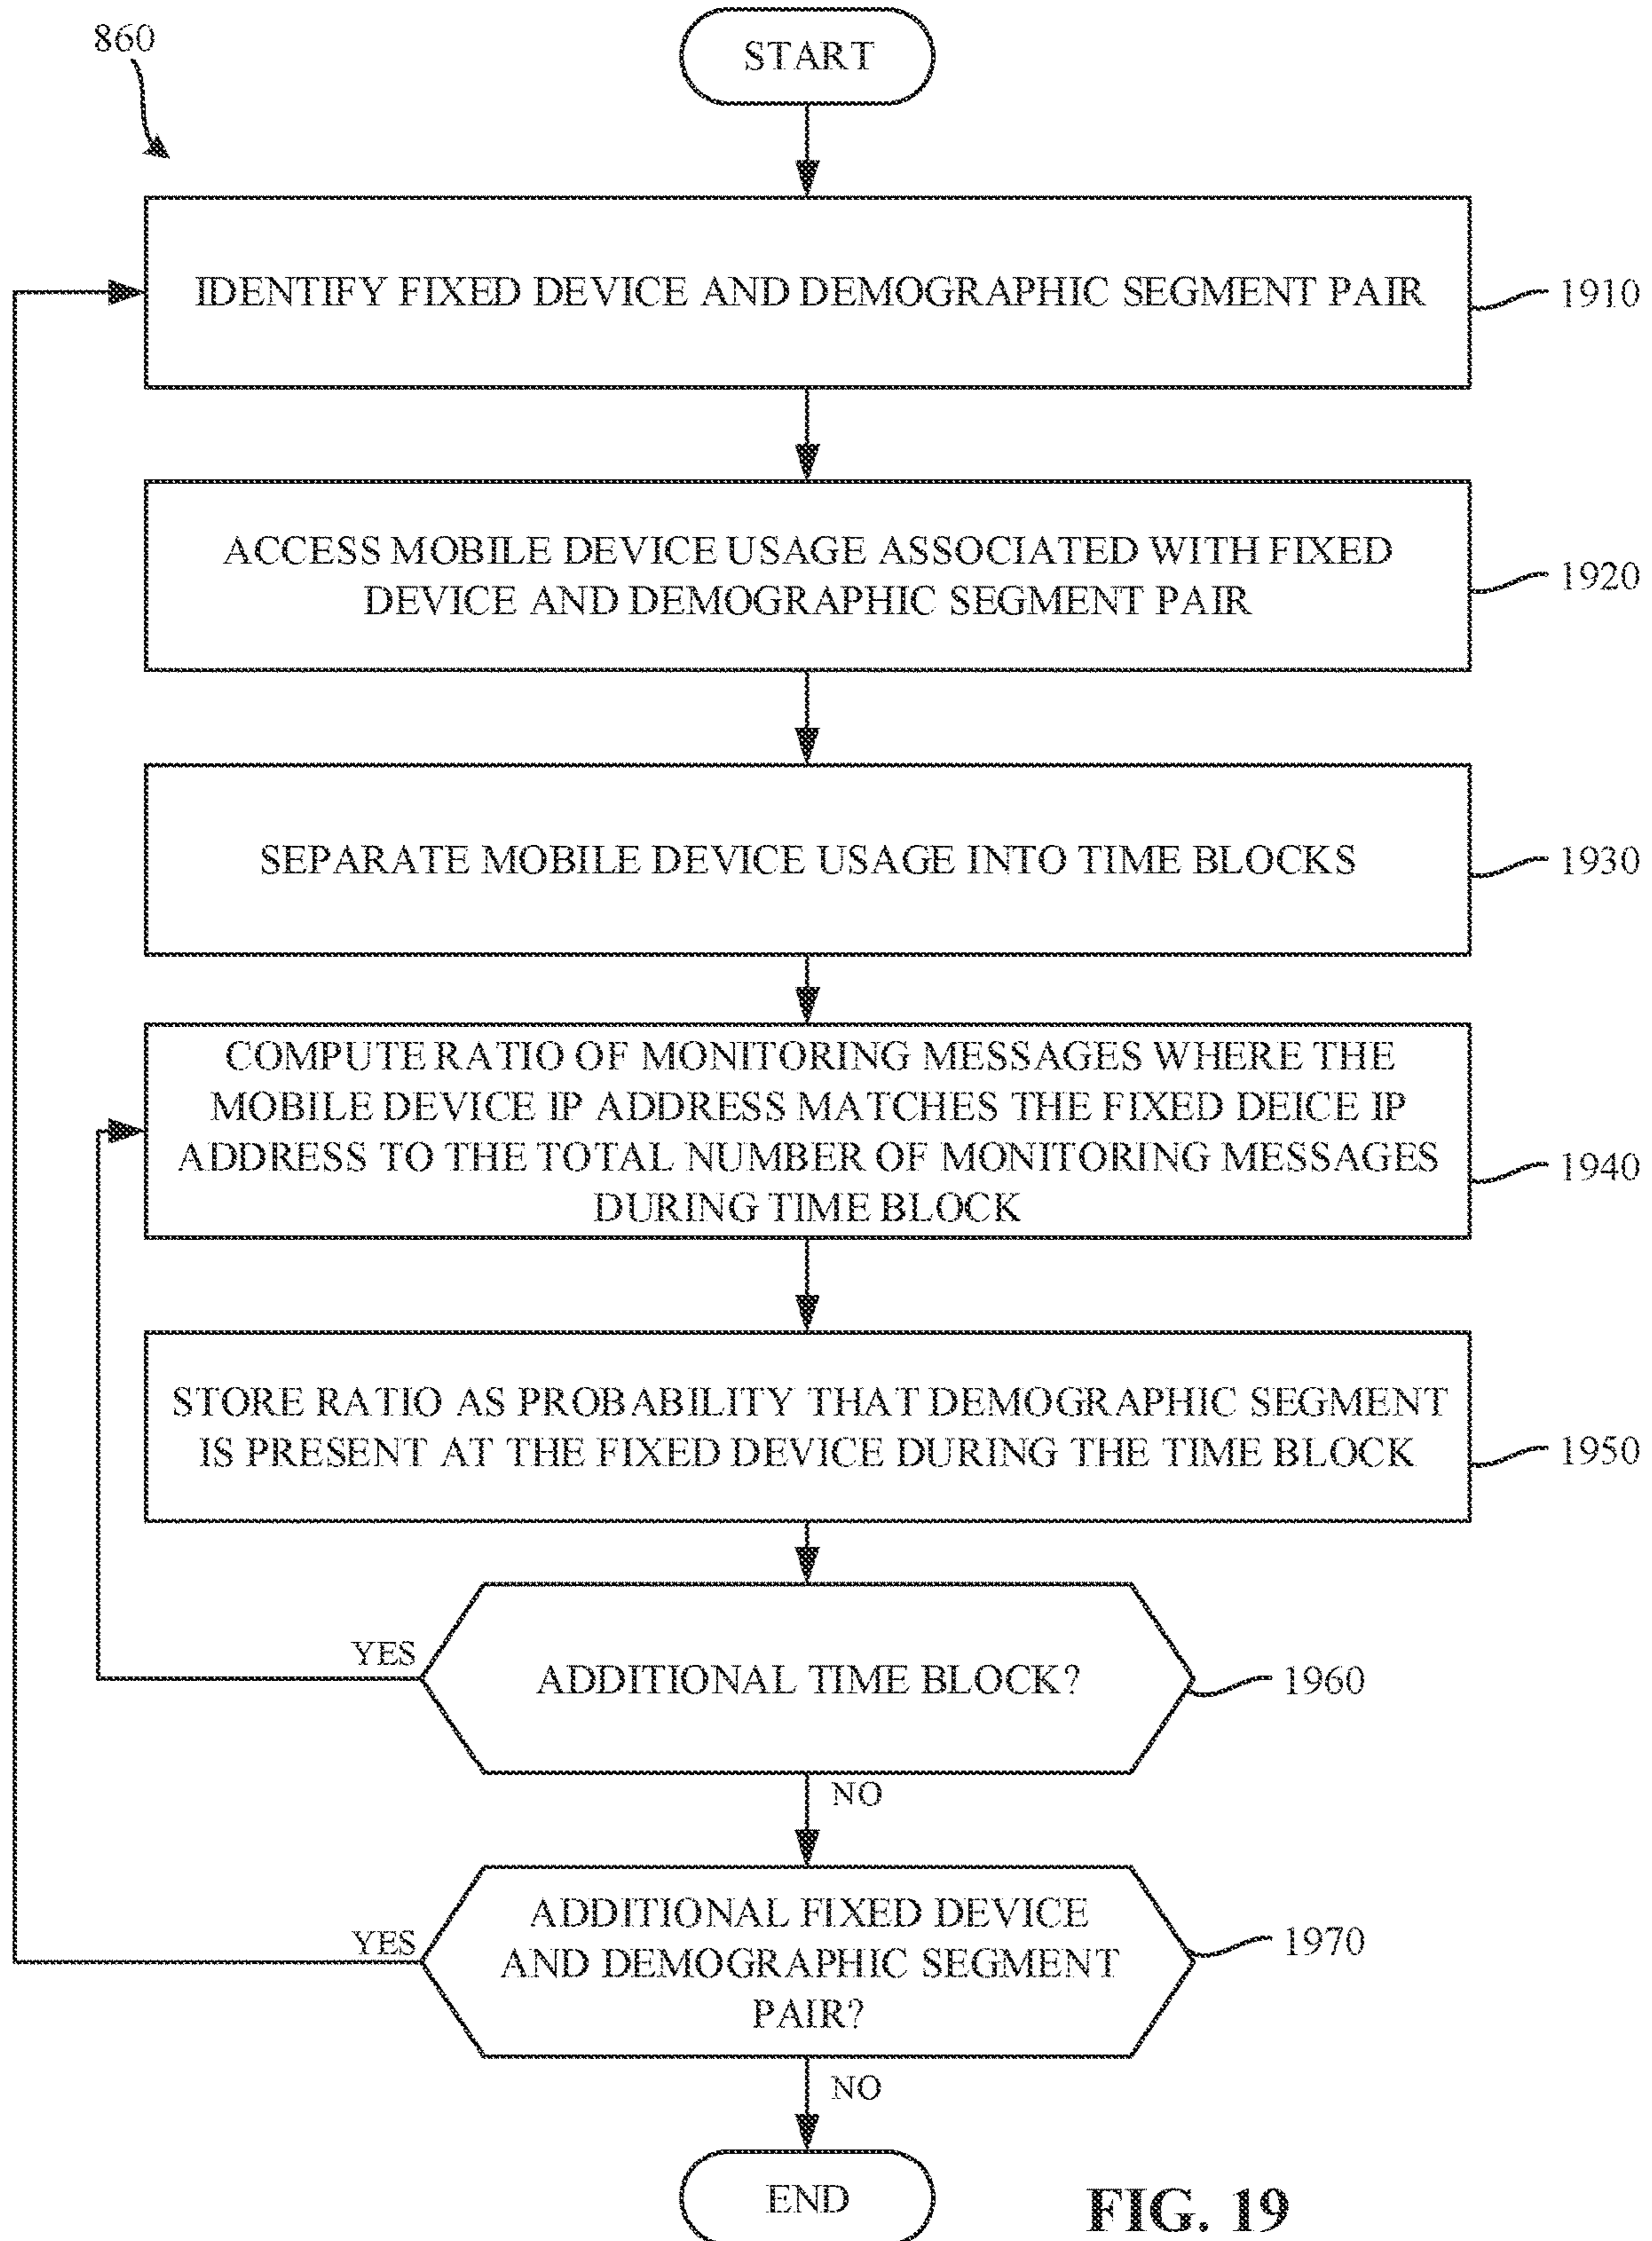 860
START
IDENTIFY FIXED DEVICE AND DEMOGRAPHIC SEGMENT PAIR
1910
ACCESS MOBILE DEVICE USAGE ASSOCIATED WITH FIXED
DEVICE AND DEMOGRAPHIC SEGMENT PAIR
1920
SEPARATE MOBILE DEVICE USAGE INTO TIME BLOCKS
1930
COMPUTE RATIO OF MONITORING MESSAGES WHERE THE
MOBILE DEVICE IP ADDRESS MATCHES THE FIXED DEICE IP
ADDRESS TO THE TOTAL NUMBER OF MONITORING MESSAGES
DURING TIME BLOCK
1940
STORE RATIO AS PROBABILITY THAT DEMOGRAPHIC SEGMENT
IS PRESENT AT THE FIXED DEVICE DURING THE TIME BLOCK
1950
YES
ADDITIONAL TIME BLOCK?
1960
NO
YES
ADDITIONAL FIXED DEVICE
AND DEMOGRAPHIC SEGMENT
PAIR?
1970
NO
END
FIG. 19